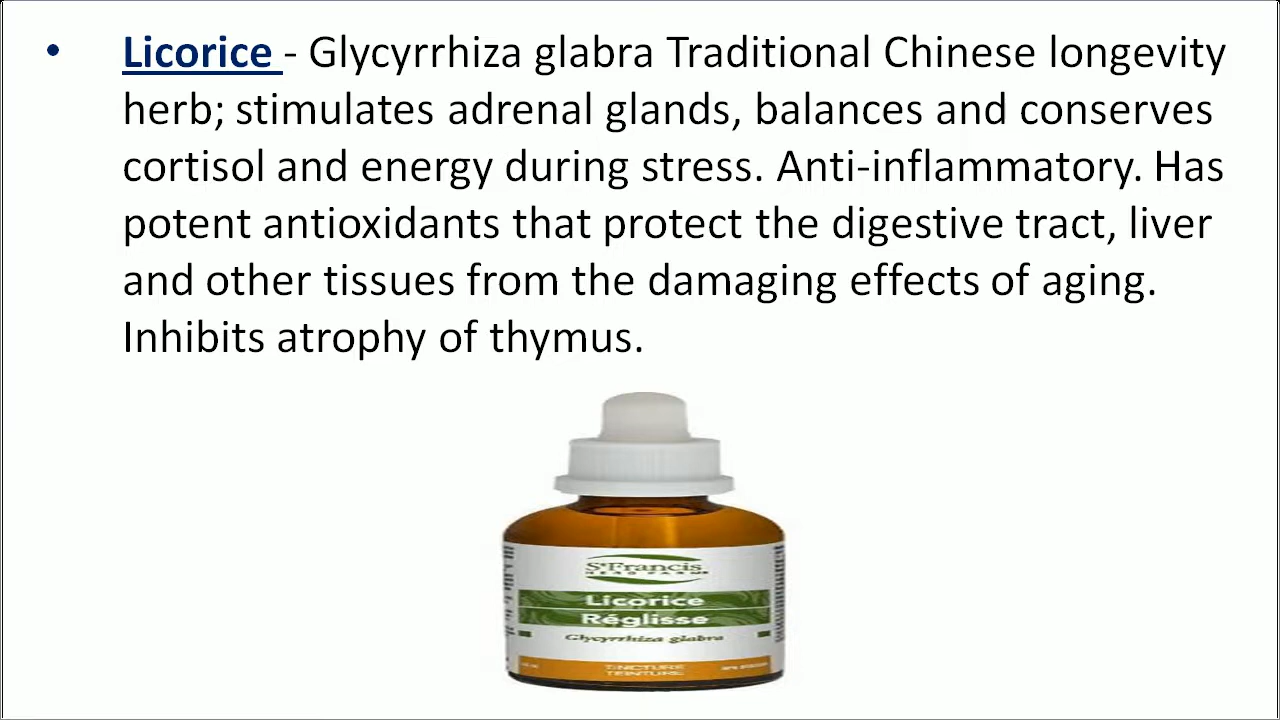 • Licorice - Glycyrrhiza glabra Traditional Chinese longevity
herb; stimulates adrenal glands, balances and conserves
cortisol and energy during stress. Anti-inflammatory. Has
potent antioxidants that protect the digestive tract, liver
and other tissues from the damaging effects of aging.
Inhibits atrophy of thymus.
St Francis
HERB FARM
Licorice
Réglisse
Glycyrrhiza glabra
TINCTURE
TEINTURE